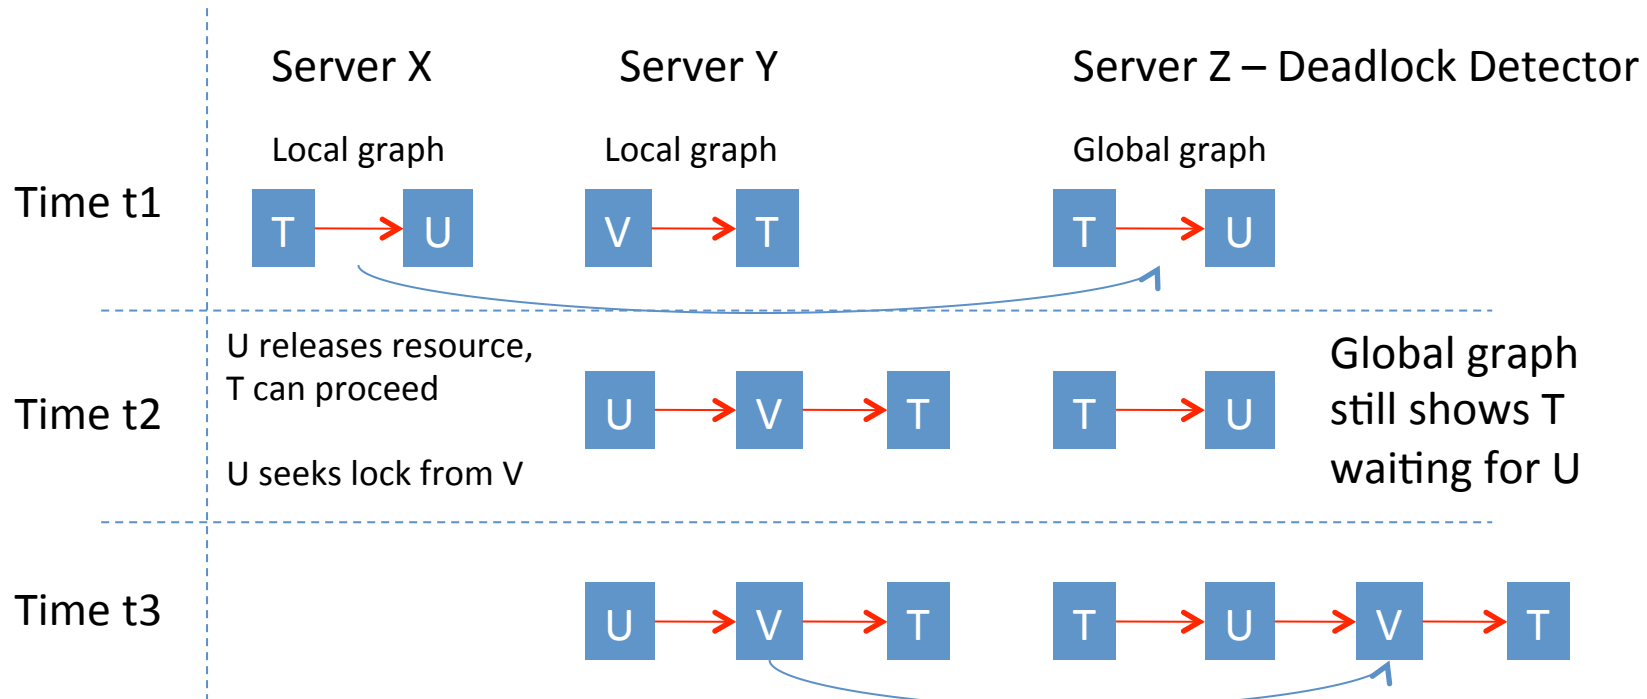 Server X
Server Y
Server Z – Deadlock Detector
Local graph
Local graph
Global graph
Time t1
T
U
V
T
T
U
U releases resource,
T can proceed
U seeks lock from V
Time t2
U
V
T
T
U
Global graph
still shows T
waiting for U
Time t3
U
V
T
T
U
V
T